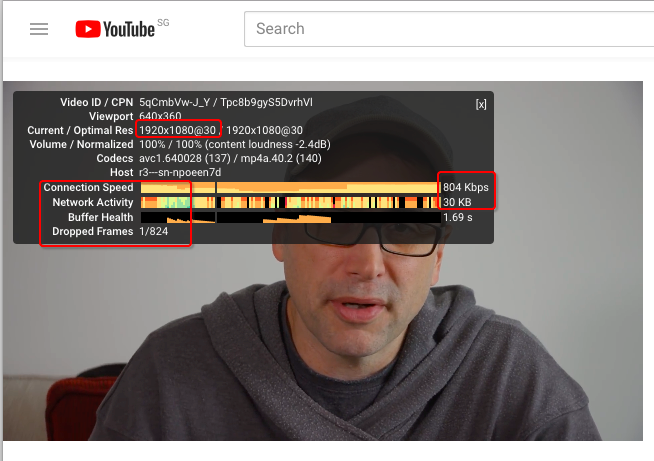 YouTube SG
Search
Video ID / CPN 5qCmbVw-J_Y / Tpc8b9gyS5DvrhVl
[x]
Viewport 640x360
Current / Optimal Res 1920x1080@30 / 1920x1080@30
Volume / Normalized 100% / 100% (content loudness -2.4dB)
Codecs avc1.640028 (137) / mp4a.40.2 (140)
Host r3---sn-npoeen7d
Connection Speed 804 Kbps
Network Activity 30 KB
Buffer Health 1.69 s
Dropped Frames 1/824